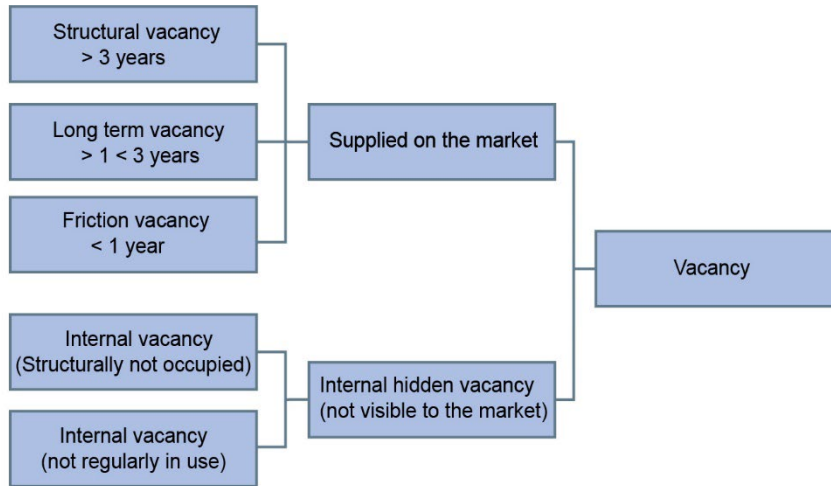 Structural vacancy
> 3 years
Long term vacancy
> 1 < 3 years
Friction vacancy
< 1 year
Supplied on the market
Vacancy
Internal vacancy
(Structurally not occupied)
Internal vacancy
(not regularly in use)
Internal hidden vacancy
(not visible to the market)